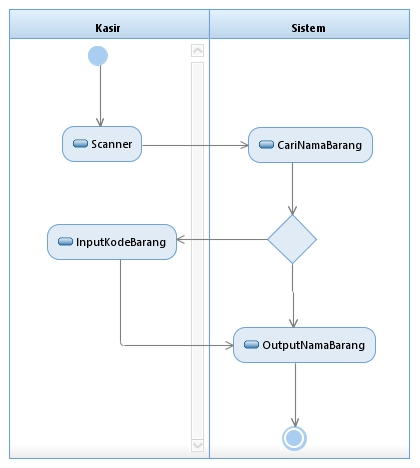 Kasir
Sistem
Scanner
CariNamaBarang
InputKodeBarang
OutputNamaBarang